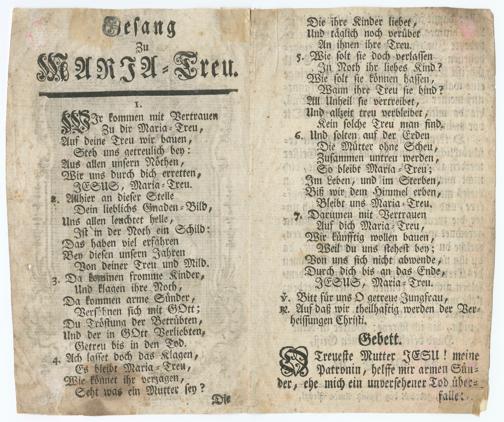 Gesang
Zu
MARJA-Treu.
1.
WJr kommen mit Vertrauen
Zu dir Maria-Treu,
Auf deine Treu wir bauen,
Steh uns getreulich bey:
Aus allen unsern Nöthen,
Wir uns durch dich erretten,
JESUS, Maria-Treu.
2. Allhier an dieser Stelle
Dein lieblichs Gnaden-Bild,
Uns allen leuchtet helle,
Ist in der Noth ein Schild:
Das haben viel erfahren
Bey diesen unsern Jahren
Von deiner Treu und Mild.
3. Da kommen fromme Kinder,
Und klagen ihre Noth,
Da kommen arme Sünder,
Versöhnen sich mit GOtt;
Du Tröstung der Betrübten,
Und der in GOtt Verliebten,
Getreu bis in den Tod.
4. Ach lasset doch das Klagen,
Es bleibt Maria-Treu,
Wie könnet ihr verzagen,
Seht was ein Mutter sey?
Die
Die ihre Kinder liebet,
Und täglich noch verübet
An ihnen ihre Treu.
5. Wie solt sie doch verlassen
In Noth ihr liebes Kind?
Wie solt sie können hassen,
Wann ihre Treu sie bind?
All Unheil sie vertreibet,
Und allzeit treu verbleibet,
Kein solche Treu man find.
6. Und solten auf der Erden
Die Mütter ohne Scheu,
Zusammen untreu werden,
So bleibt Maria-Treu;
Im Leben, und im Sterben,
Biß wir dem Himmel erben,
Bleibt uns Maria-Treu.
7. Darumen mit Vertrauen
Auf dich Maria-Treu,
Wir künfftig wollen bauen,
Weil du uns stehest bey:
Von uns sich nicht abwende,
Durch dich bis an das Ende,
JESUS, Maria-Treu.
℣. Bitt für uns O getreue Jungfrau,
℟. Auf daß wir theilhaftig werden der Ver-
heissungen Christi.
Gebett.
O Treueste Mutter JESU! meine
Patronin, helffe mir armen Sün-
der, ehe mich ein unversehener Tod über-
falle: